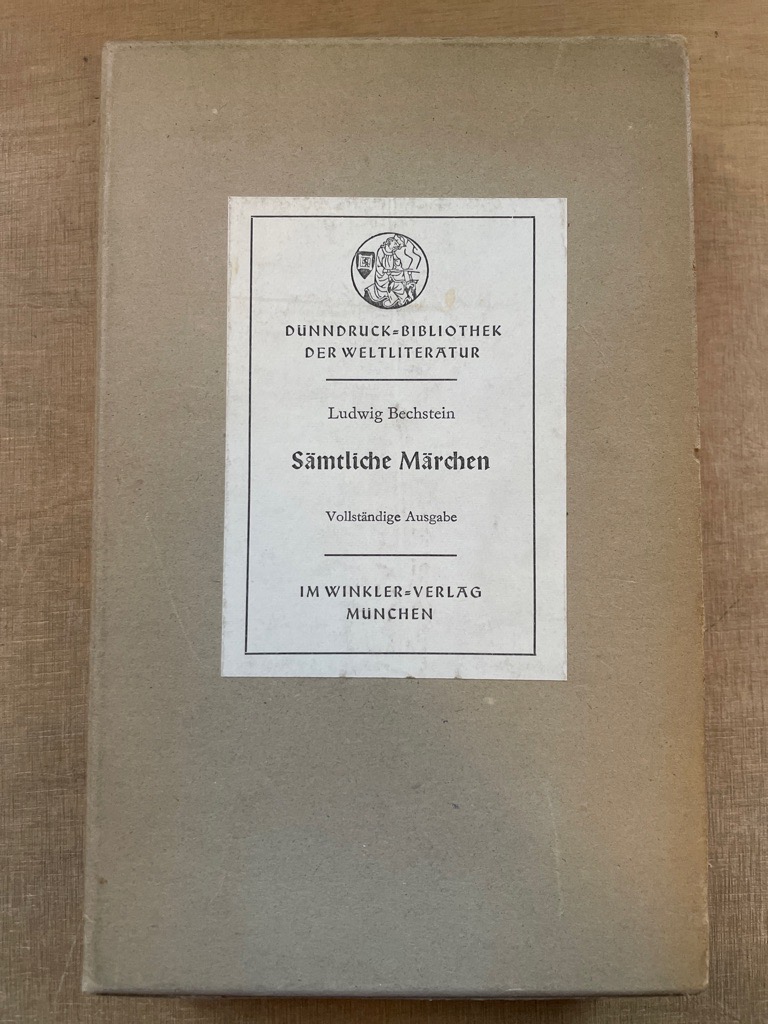 DÜNNDRUCK=BIBLIOTHEK
DER WELTLITERATUR
Ludwig Bechstein
Sämtliche Märchen
Vollständige Ausgabe
IM WINKLER=VERLAG
MÜNCHEN